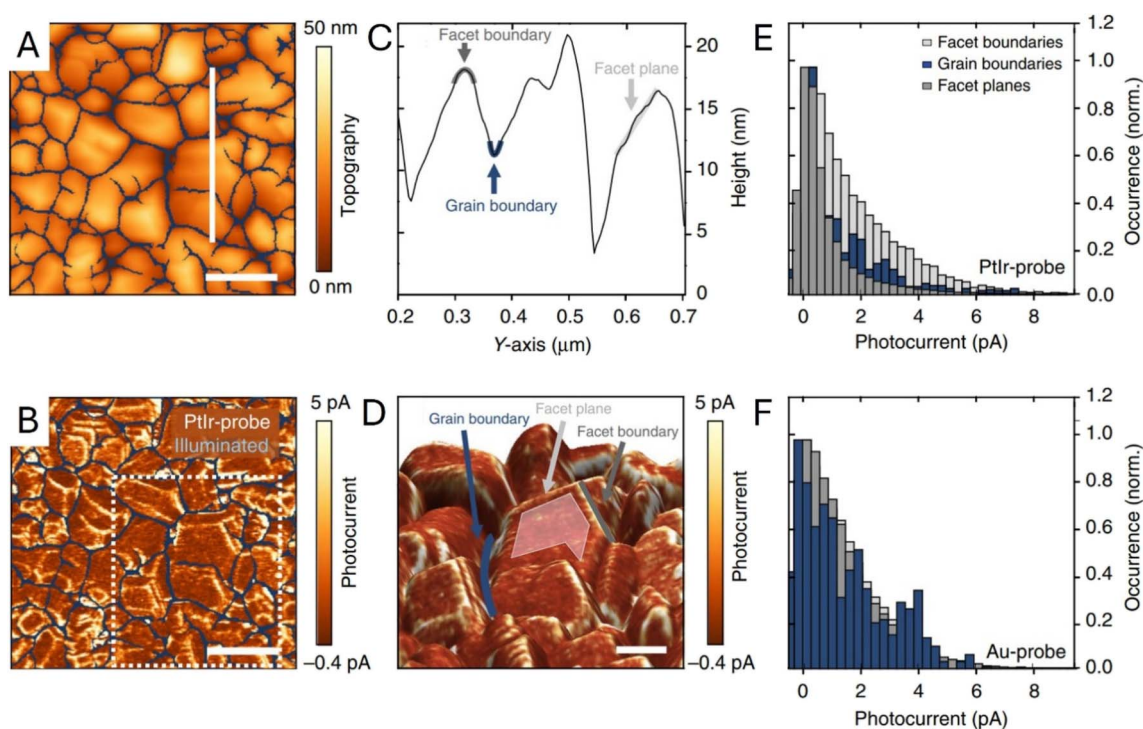 A
50 nm
Topography
0 nm
C
Facet boundary
Facet plane
Grain boundary
20
15
10
5
0
Height (nm)
0.2 0.3 0.4 0.5 0.6 0.7
Y-axis (μm)
E
Facet boundaries
Grain boundaries
Facet planes
1.2
1.0
0.8
0.6
0.4
0.2
0.0
Occurrence (norm.)
PtIr-probe
0 2 4 6 8
Photocurrent (pA)
B
PtIr-probe
Illuminated
5 pA
Photocurrent
–0.4 pA
D
Grain boundary
Facet plane
Facet boundary
5 pA
Photocurrent
–0.4 pA
F
1.2
1.0
0.8
0.6
0.4
0.2
0.0
Occurrence (norm.)
Au-probe
0 2 4 6 8
Photocurrent (pA)